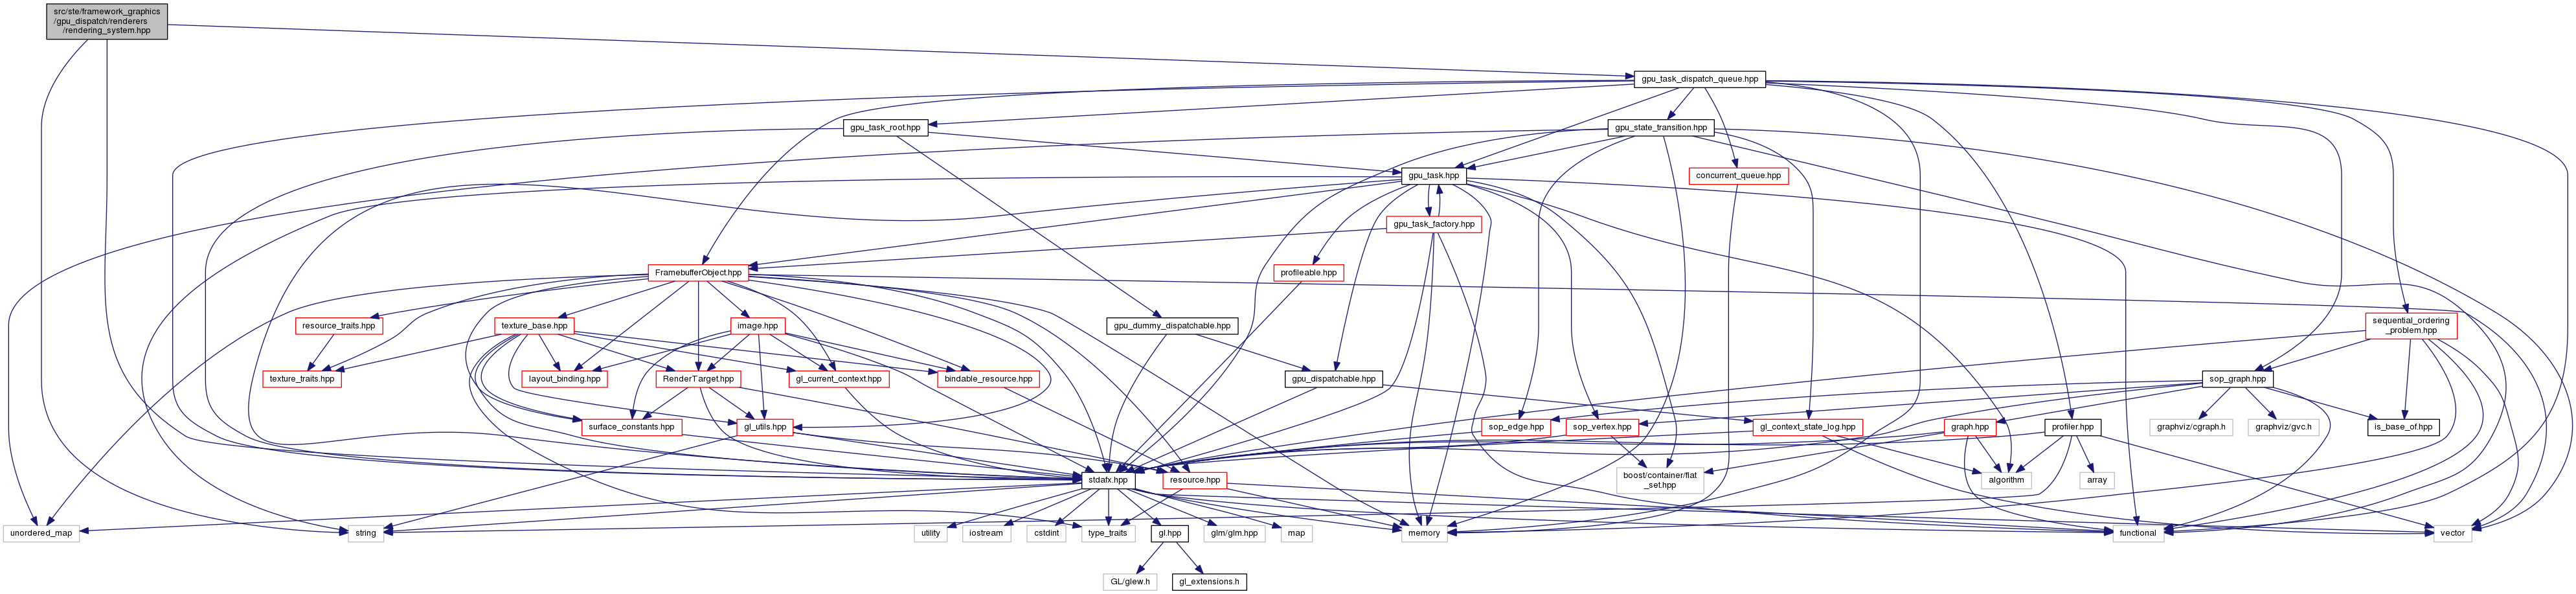 src/ste/framework_graphics
/gpu_dispatch/renderers
/rendering_system.hpp
gpu_task_dispatch_queue.hpp
gpu_task_root.hpp
gpu_state_transition.hpp
gpu_task.hpp
concurrent_queue.hpp
gpu_task_factory.hpp
FramebufferObject.hpp
profileable.hpp
resource_traits.hpp
texture_base.hpp
image.hpp
gpu_dummy_dispatchable.hpp
sequential_ordering
_problem.hpp
texture_traits.hpp
layout_binding.hpp
RenderTarget.hpp
gl_current_context.hpp
bindable_resource.hpp
gpu_dispatchable.hpp
sop_graph.hpp
surface_constants.hpp
gl_utils.hpp
sop_edge.hpp
sop_vertex.hpp
gl_context_state_log.hpp
graph.hpp
profiler.hpp
graphviz/cgraph.h
graphviz/gvc.h
is_base_of.hpp
stdafx.hpp
resource.hpp
boost/container/flat
_set.hpp
algorithm
array
unordered_map
string
utility
iostream
cstdint
type_traits
gl.hpp
glm/glm.hpp
map
memory
functional
vector
GL/glew.h
gl_extensions.h